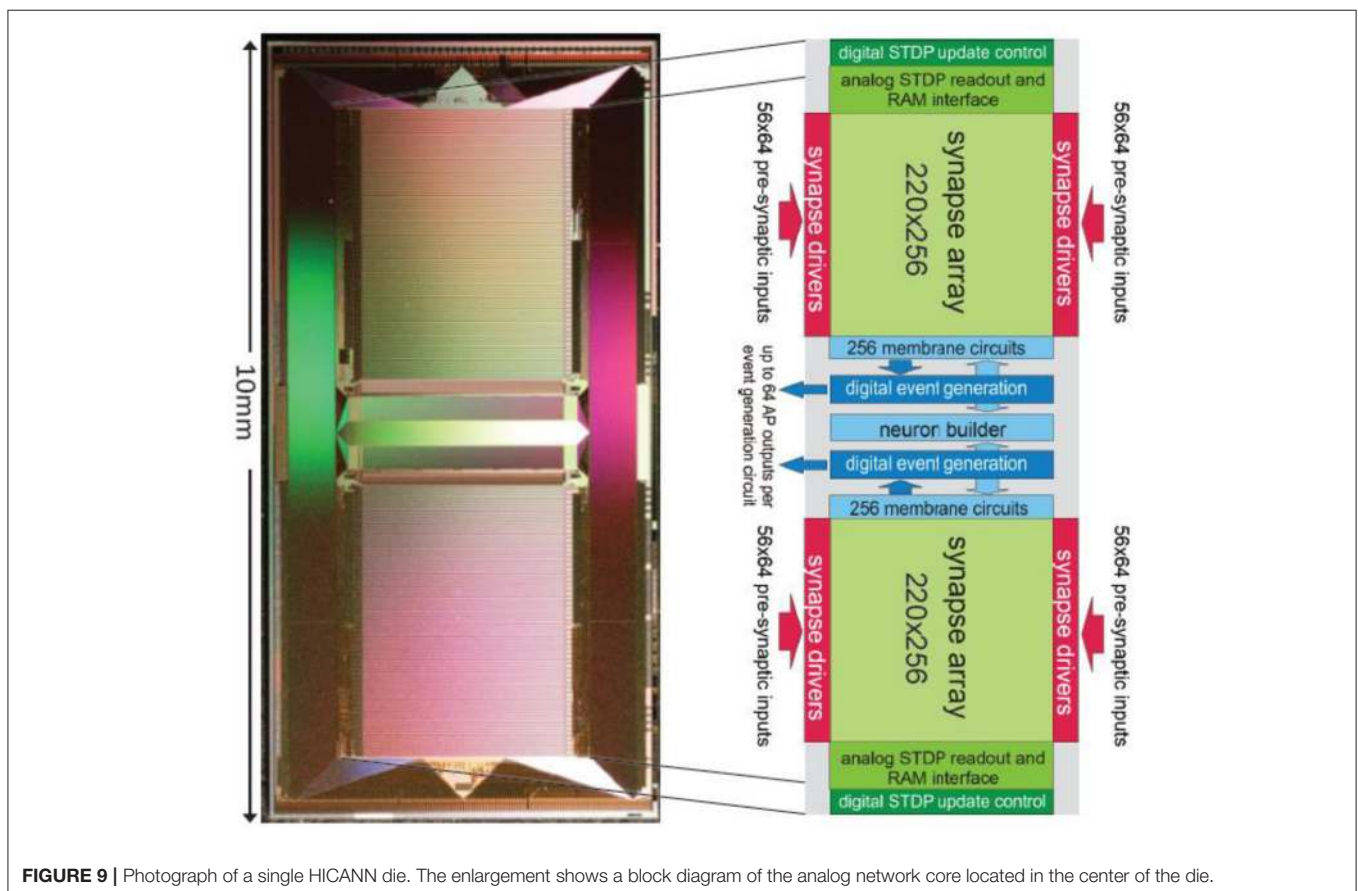 10mm
digital STDP update control
analog STDP readout and
RAM interface
56x64 pre-synaptic inputs
synapse drivers
synapse array
220x256
synapse drivers
56x64 pre-synaptic inputs
256 membrane circuits
digital event generation
up to 64 AP outputs per
event generation circuit
neuron builder
digital event generation
256 membrane circuits
56x64 pre-synaptic inputs
synapse drivers
synapse array
220x256
synapse drivers
56x64 pre-synaptic inputs
analog STDP readout and
RAM interface
digital STDP update control
FIGURE 9 | Photograph of a single HICANN die. The enlargement shows a block diagram of the analog network core located in the center of the die.